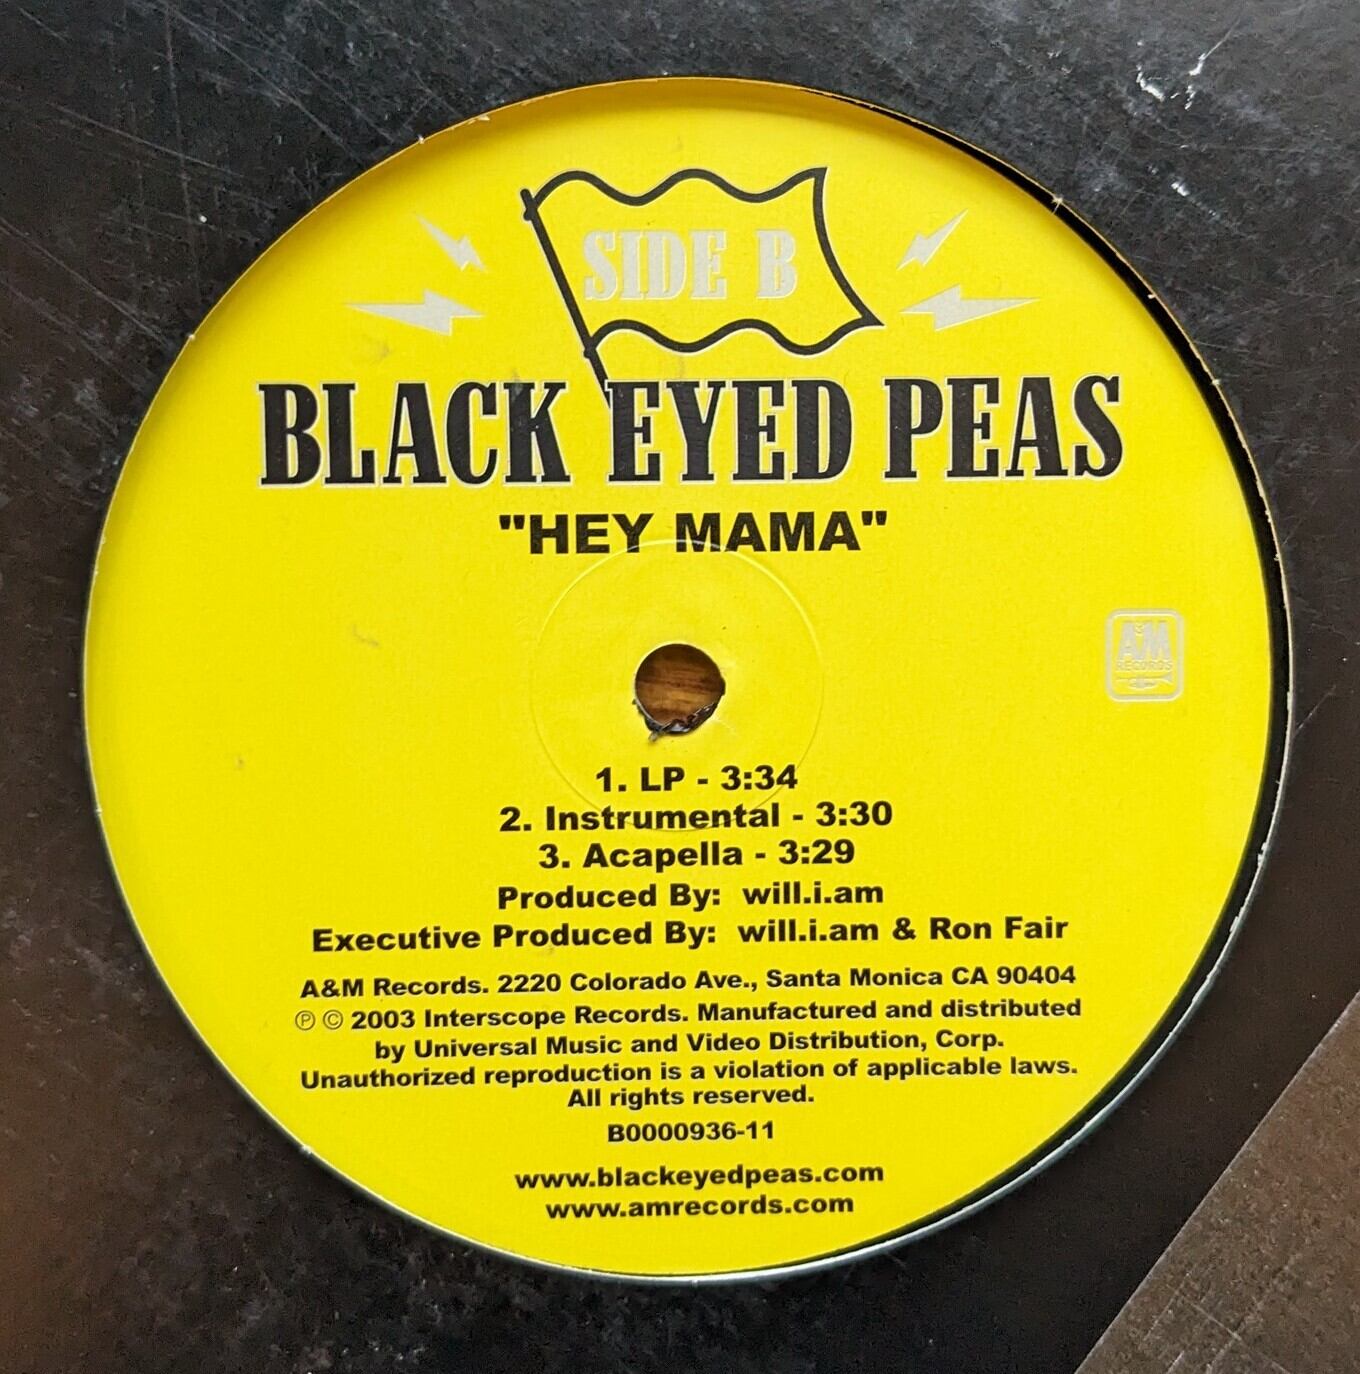 SIDE B
BLACK EYED PEAS
"HEY MAMA"
A&M
RECORDS
1. LP - 3:34
2. Instrumental - 3:30
3. Acapella - 3:29
Produced By: will.i.am
Executive Produced By: will.i.am & Ron Fair
A&M Records. 2220 Colorado Ave., Santa Monica CA 90404
℗ © 2003 Interscope Records. Manufactured and distributed
by Universal Music and Video Distribution, Corp.
Unauthorized reproduction is a violation of applicable laws.
All rights reserved.
B0000936-11
www.blackeyedpeas.com
www.amrecords.com